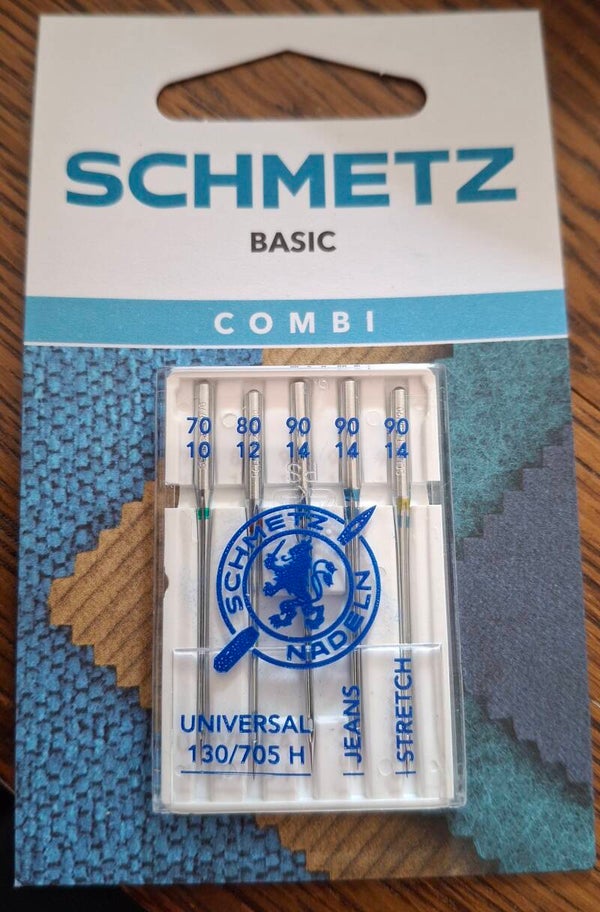 SCHMETZ
BASIC
COMBI
70 80 90 90 90
10 12 14 14 14
SCHMETZ
NADELN
UNIVERSAL
130/705 H
JEANS
STRETCH